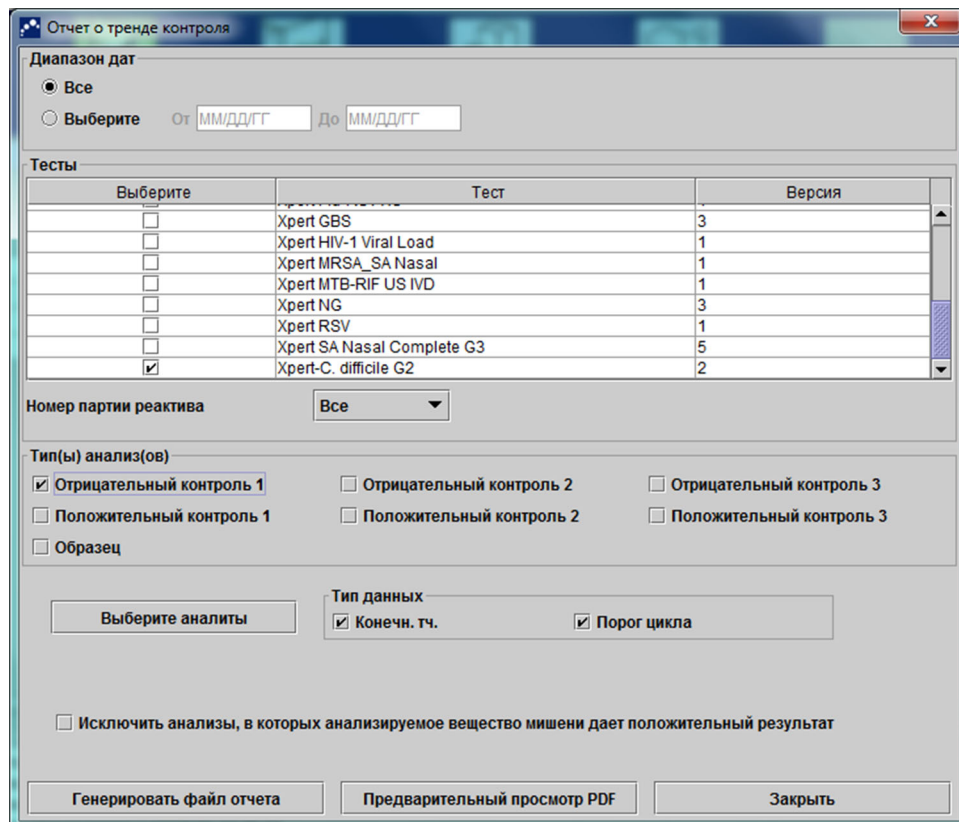 Отчет о тренде контроля
Диапазон дат
Все
Выберите От ММ/ДД/ГГ До ММ/ДД/ГГ
Тесты
Выберите Тест Версия
Xpert GBS 3
Xpert HIV-1 Viral Load 1
Xpert MRSA_SA Nasal 1
Xpert MTB-RIF US IVD 1
Xpert NG 3
Xpert RSV 1
Xpert SA Nasal Complete G3 5
Xpert-C. difficile G2 2
Номер партии реактива Все
Тип(ы) анализ(ов)
Отрицательный контроль 1 Отрицательный контроль 2 Отрицательный контроль 3
Положительный контроль 1 Положительный контроль 2 Положительный контроль 3
Образец
Тип данных
Выберите аналиты Конечн. тч. Порог цикла
Исключить анализы, в которых анализируемое вещество мишени дает положительный результат
Генерировать файл отчета Предварительный просмотр PDF Закрыть